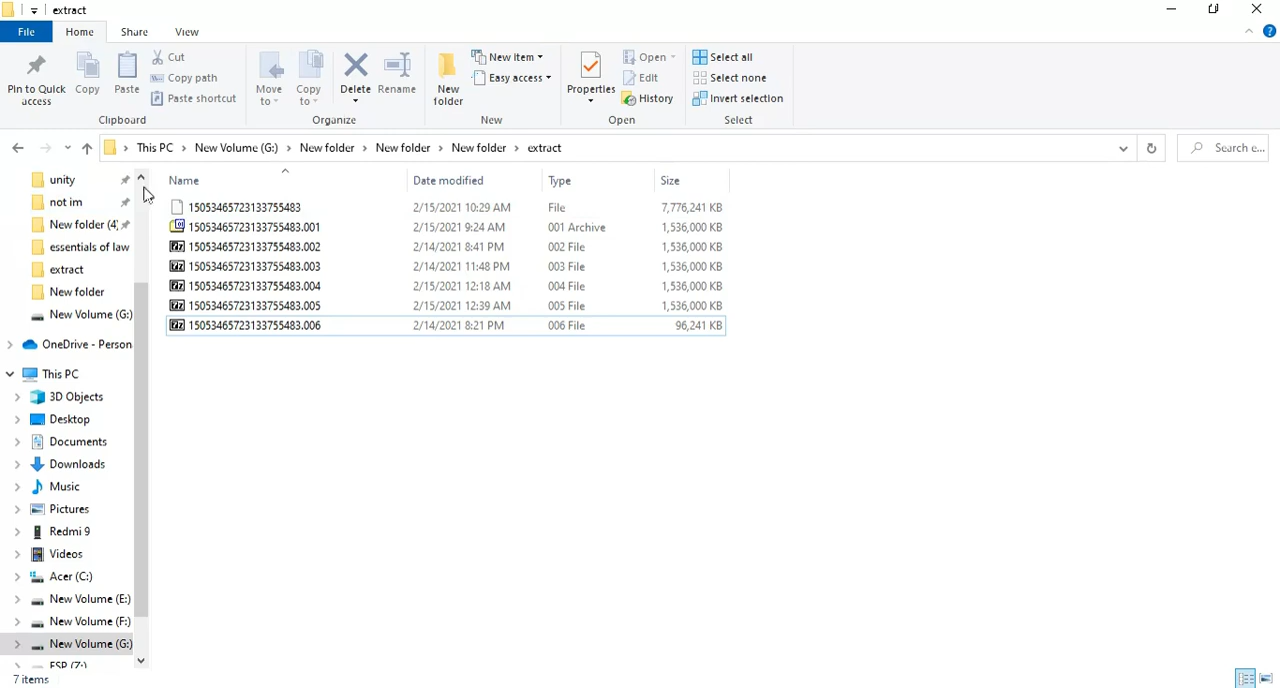 extract
File Home Share View
Pin to Quick access
Copy
Paste
Cut
Copy path
Paste shortcut
Clipboard
Move to
Copy to
Delete
Rename
Organize
New folder
New item
Easy access
New
Properties
Open
Edit
History
Open
Select all
Select none
Invert selection
Select
This PC New Volume (G:) New folder New folder New folder extract
Search e...
unity
not im
New folder (4)
essentials of law
extract
New folder
New Volume (G:)
OneDrive - Person
This PC
3D Objects
Desktop
Documents
Downloads
Music
Pictures
Redmi 9
Videos
Acer (C:)
New Volume (E:)
New Volume (F:)
New Volume (G:)
ESP (Z:)
Name Date modified Type Size
15053465723133755483 2/15/2021 10:29 AM File 7,776,241 KB
15053465723133755483.001 2/15/2021 9:24 AM 001 Archive 1,536,000 KB
15053465723133755483.002 2/14/2021 8:41 PM 002 File 1,536,000 KB
15053465723133755483.003 2/14/2021 11:48 PM 003 File 1,536,000 KB
15053465723133755483.004 2/15/2021 12:18 AM 004 File 1,536,000 KB
15053465723133755483.005 2/15/2021 12:39 AM 005 File 1,536,000 KB
15053465723133755483.006 2/14/2021 8:21 PM 006 File 96,241 KB
7 items